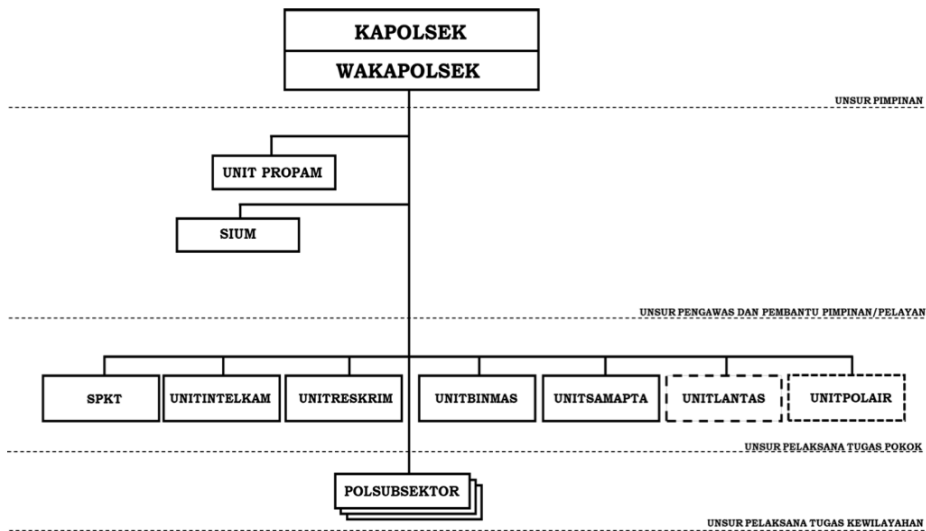 KAPOLSEK
WAKAPOLSEK
UNSUR PIMPINAN
UNIT PROPAM
SIUM
UNSUR PENGAWAS DAN PEMBANTU PIMPINAN/PELAYAN
SPKT
UNITINTELKAM
UNITRESKRIM
UNITBINMAS
UNITSAMAPTA
UNITLANTAS
UNITPOLAIR
UNSUR PELAKSANA TUGAS POKOK
POLSUBSEKTOR
UNSUR PELAKSANA TUGAS KEWILAYAHAN